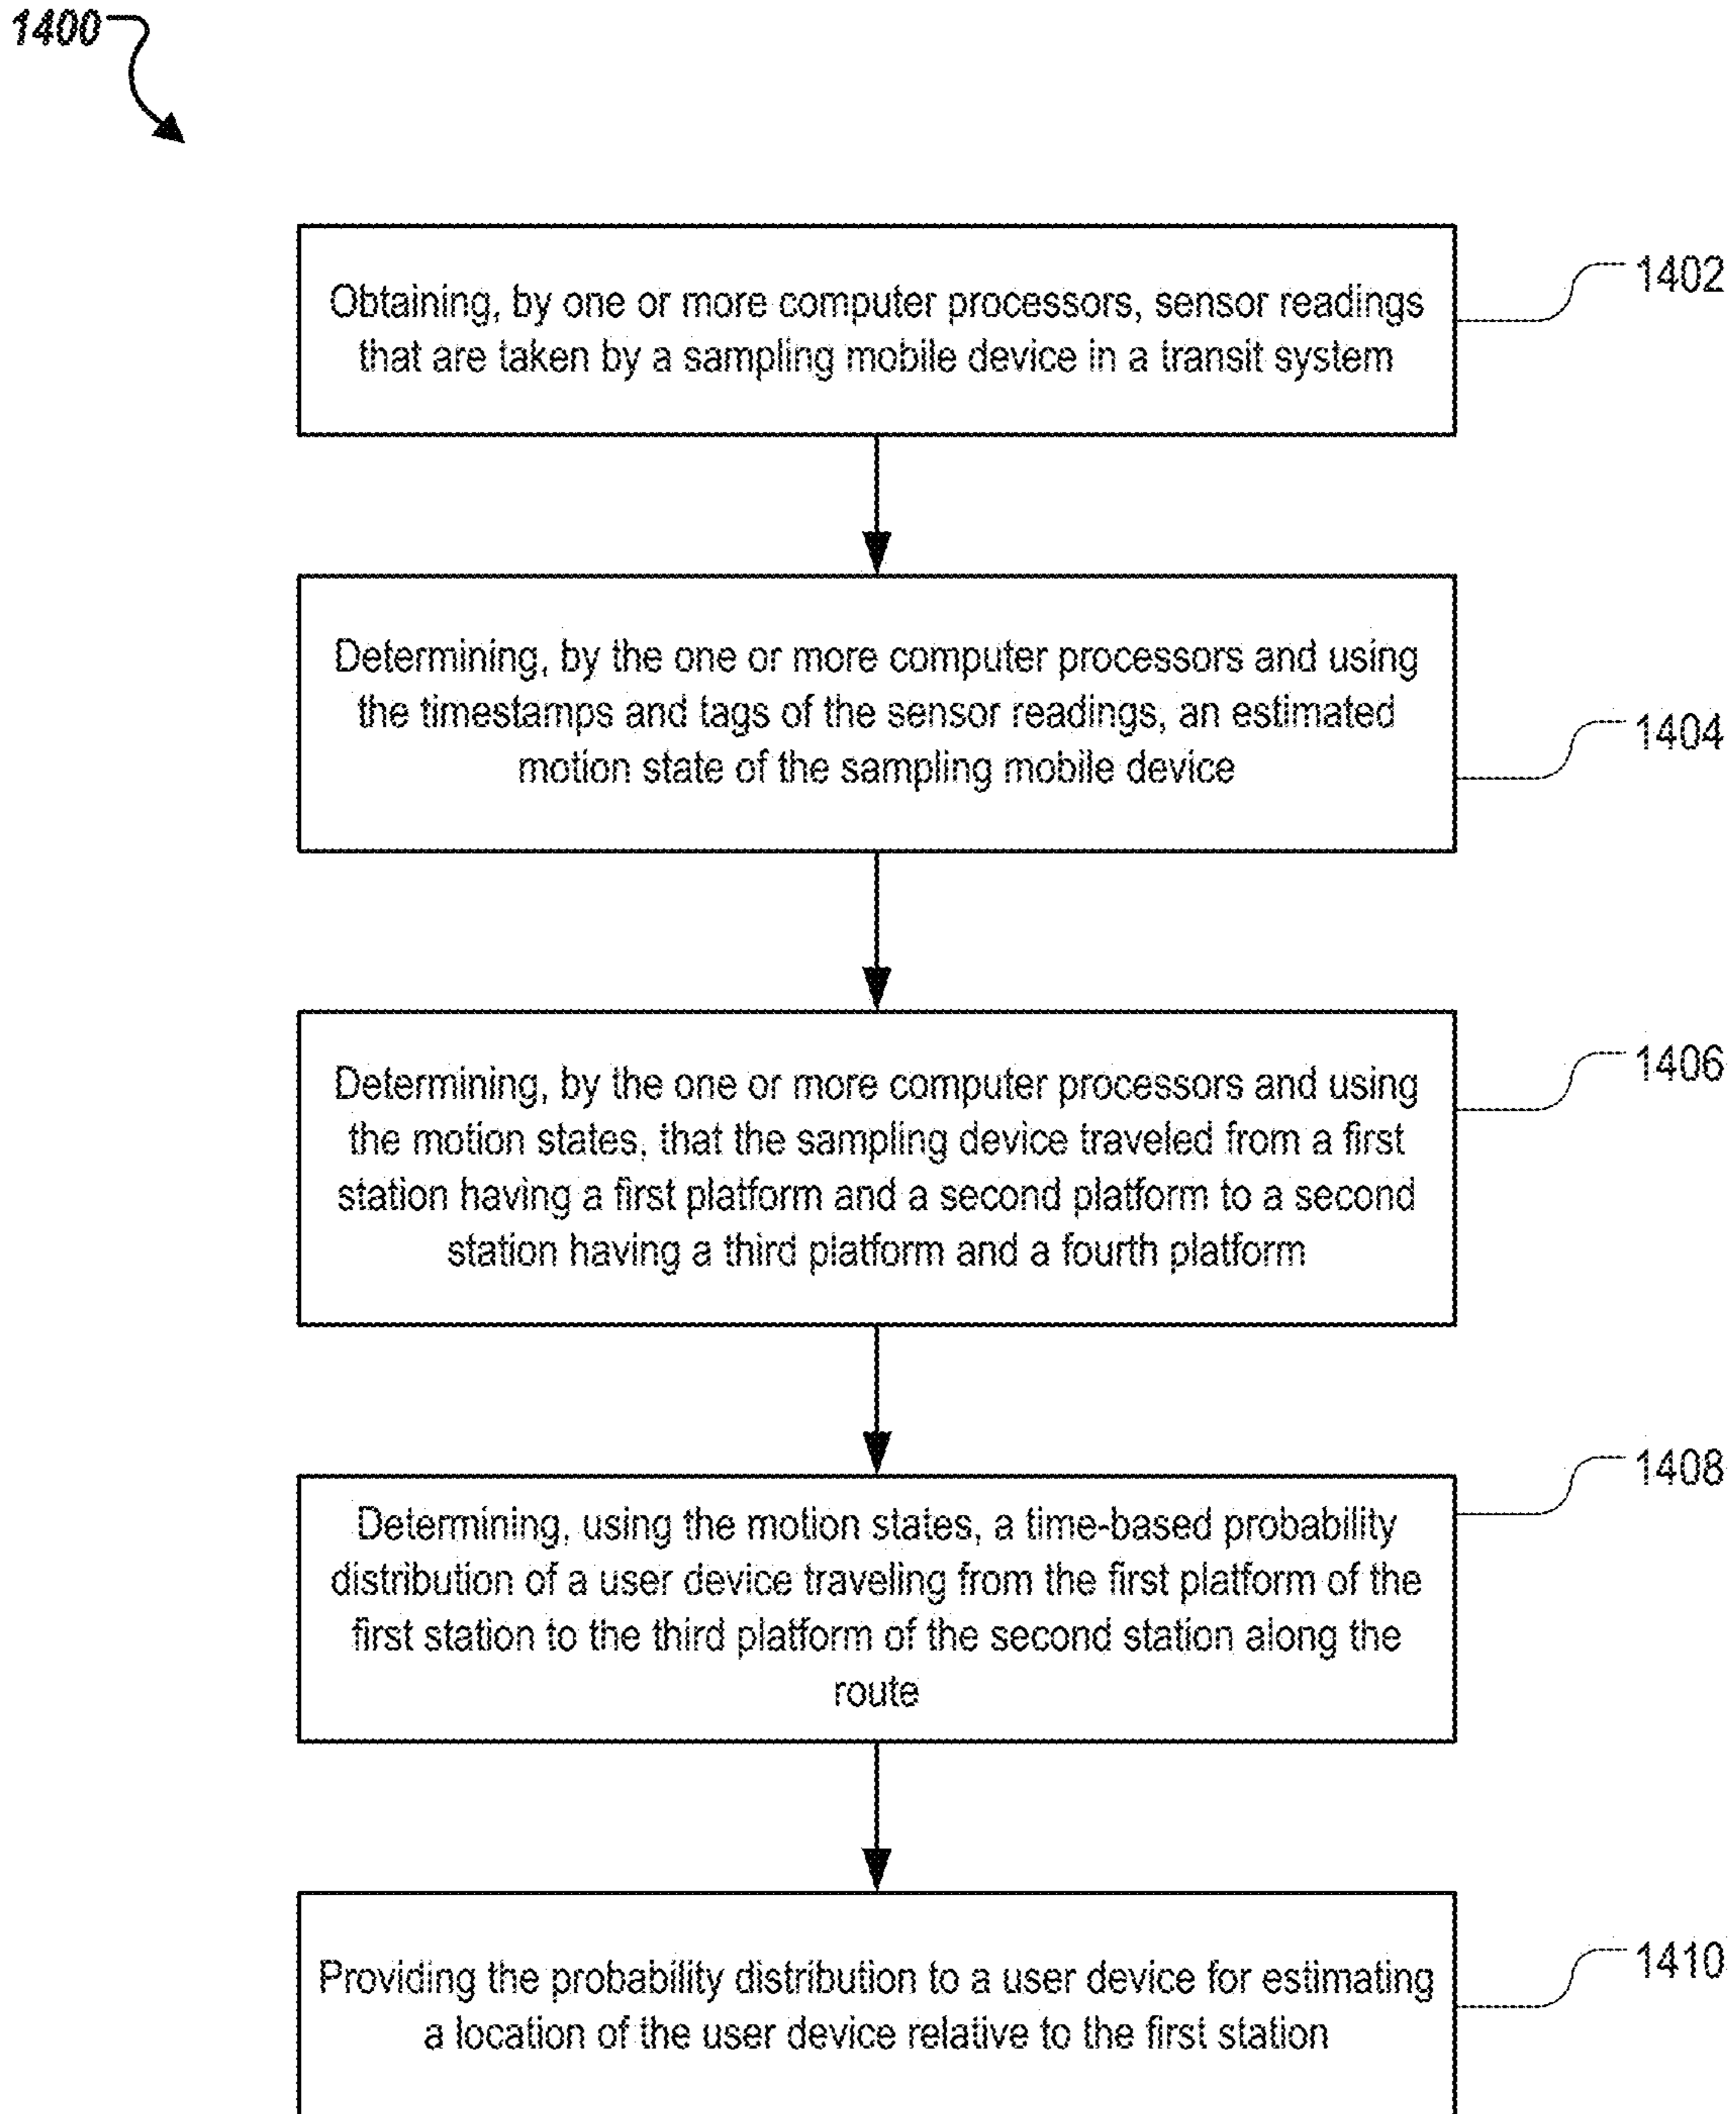 1400
Obtaining, by one or more computer processors, sensor readings
that are taken by a sampling mobile device in a transit system
1402
Determining, by the one or more computer processors and using
the timestamps and tags of the sensor readings, an estimated
motion state of the sampling mobile device
1404
Determining, by the one or more computer processors and using
the motion states, that the sampling device traveled from a first
station having a first platform and a second platform to a second
station having a third platform and a fourth platform
1406
Determining, using the motion states, a time-based probability
distribution of a user device traveling from the first platform of the
first station to the third platform of the second station along the
route
1408
Providing the probability distribution to a user device for estimating
a location of the user device relative to the first station
1410